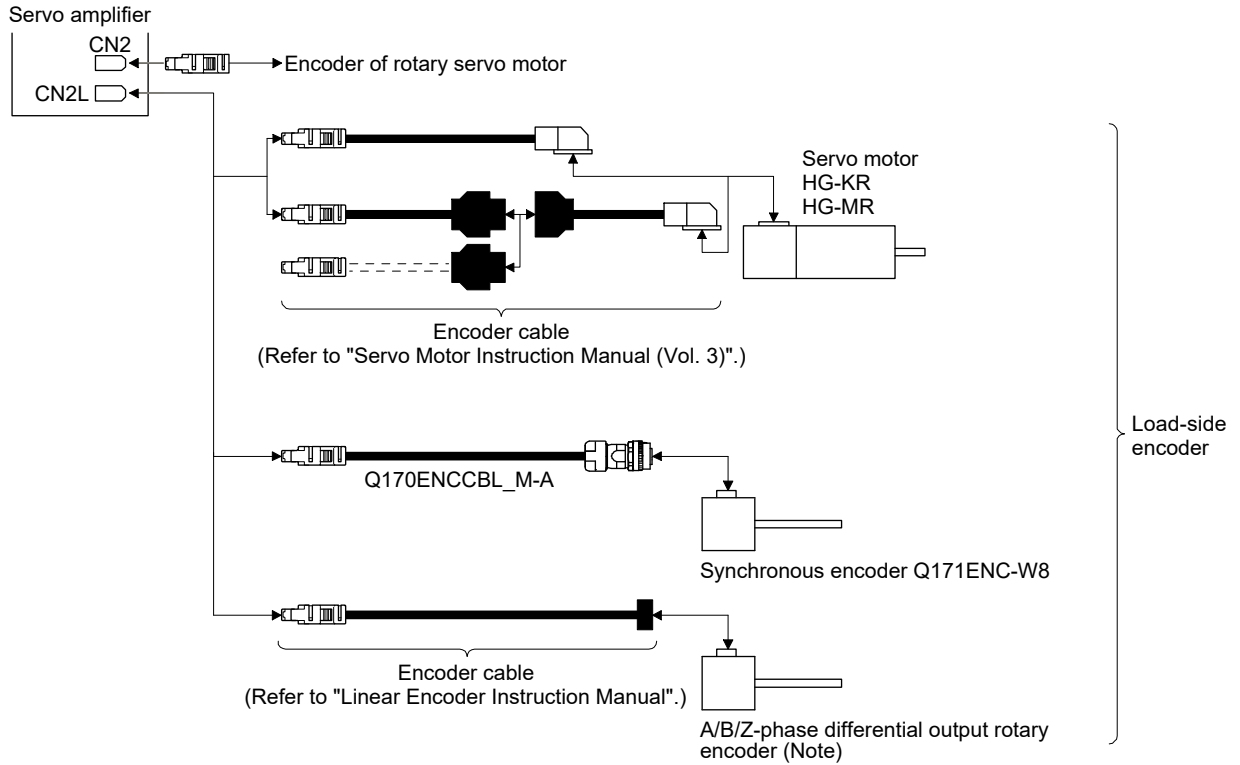 Servo amplifier
CN2
Encoder of rotary servo motor
CN2L
Servo motor
HG-KR
HG-MR
Encoder cable
(Refer to "Servo Motor Instruction Manual (Vol. 3)".)
Load-side
encoder
Q170ENCCBL_M-A
Synchronous encoder Q171ENC-W8
Encoder cable
(Refer to "Linear Encoder Instruction Manual".)
A/B/Z-phase differential output rotary
encoder (Note)